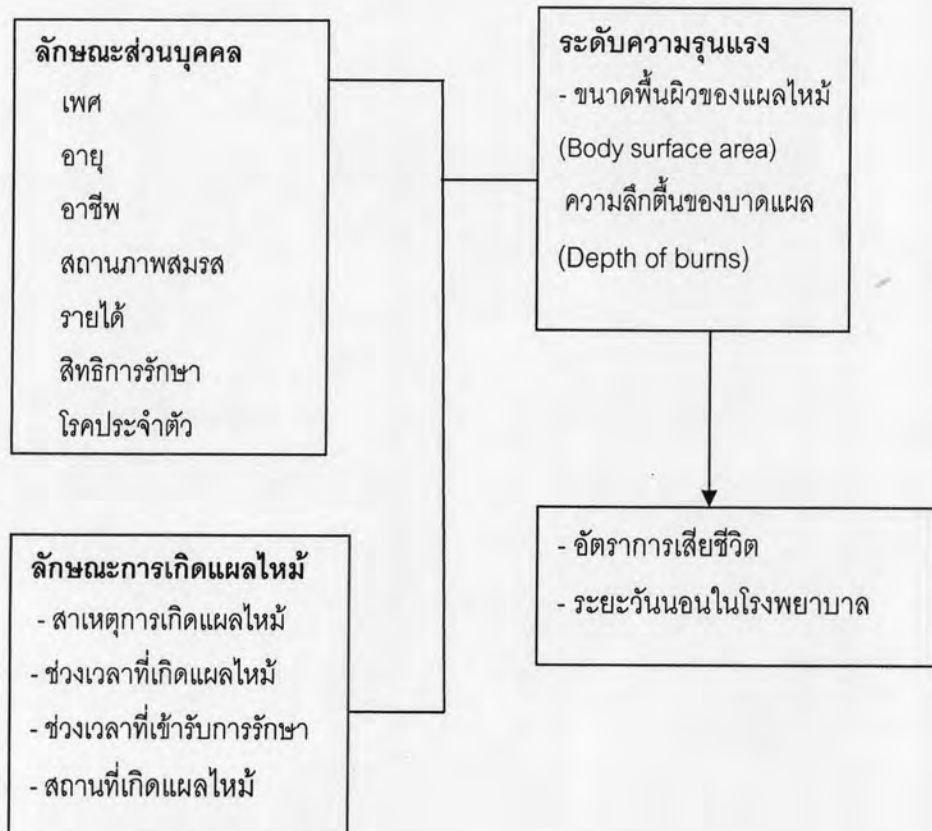 ลักษณะส่วนบุคคล
เพศ
อายุ
อาชีพ
สถานภาพสมรส
รายได้
สิทธิการรักษา
โรคประจำตัว
ลักษณะการเกิดแผลไหม้
- สาเหตุการเกิดแผลไหม้
- ช่วงเวลาที่เกิดแผลไหม้
- ช่วงเวลาที่เข้ารับการรักษา
- สถานที่เกิดแผลไหม้
ระดับความรุนแรง
- ขนาดพื้นผิวของแผลไหม้
(Body surface area)
ความลึกตื้นของบาดแผล
(Depth of burns)
- อัตราการเสียชีวิต
- ระยะวันนอนในโรงพยาบาล